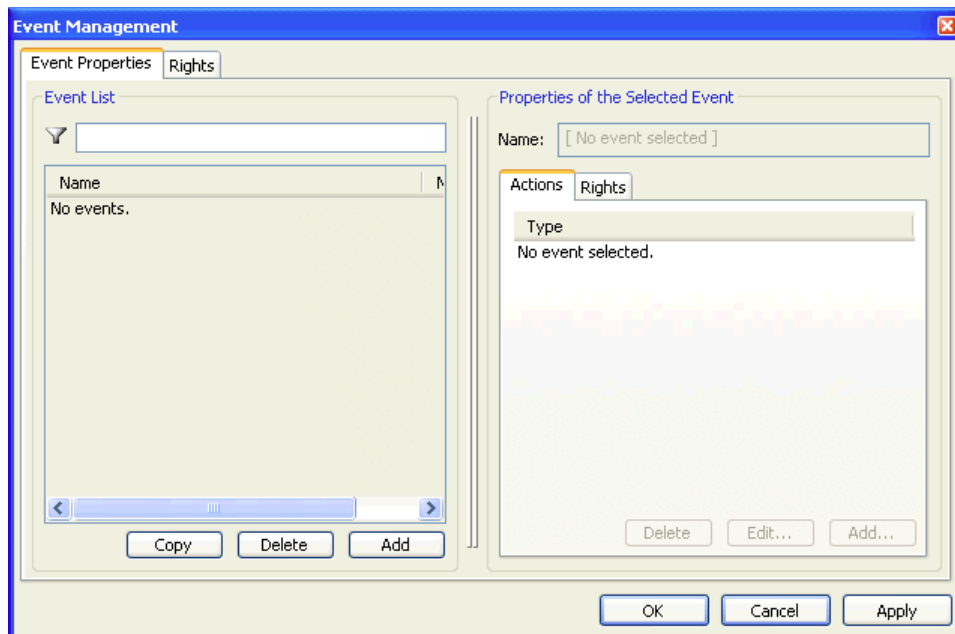 Event Management
Event Properties Rights
Event List
Name
No events.
Copy Delete Add
Properties of the Selected Event
Name: [ No event selected ]
Actions Rights
Type
No event selected.
Delete Edit... Add...
OK Cancel Apply